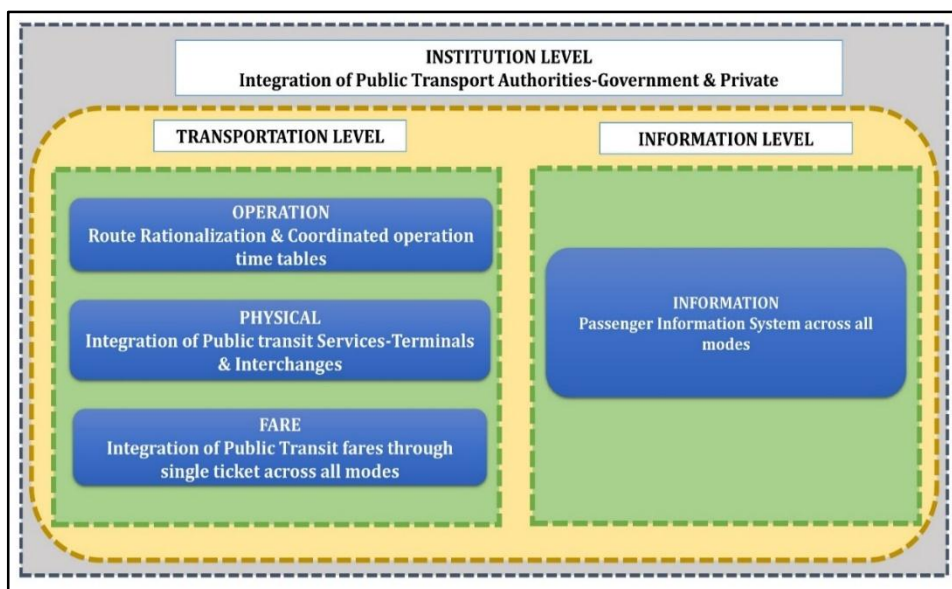 INSTITUTION LEVEL
Integration of Public Transport Authorities-Government & Private
TRANSPORTATION LEVEL
OPERATION
Route Rationalization & Coordinated operation
time tables
PHYSICAL
Integration of Public transit Services-Terminals
& Interchanges
FARE
Integration of Public Transit fares through
single ticket across all modes
INFORMATION LEVEL
INFORMATION
Passenger Information System across all
modes